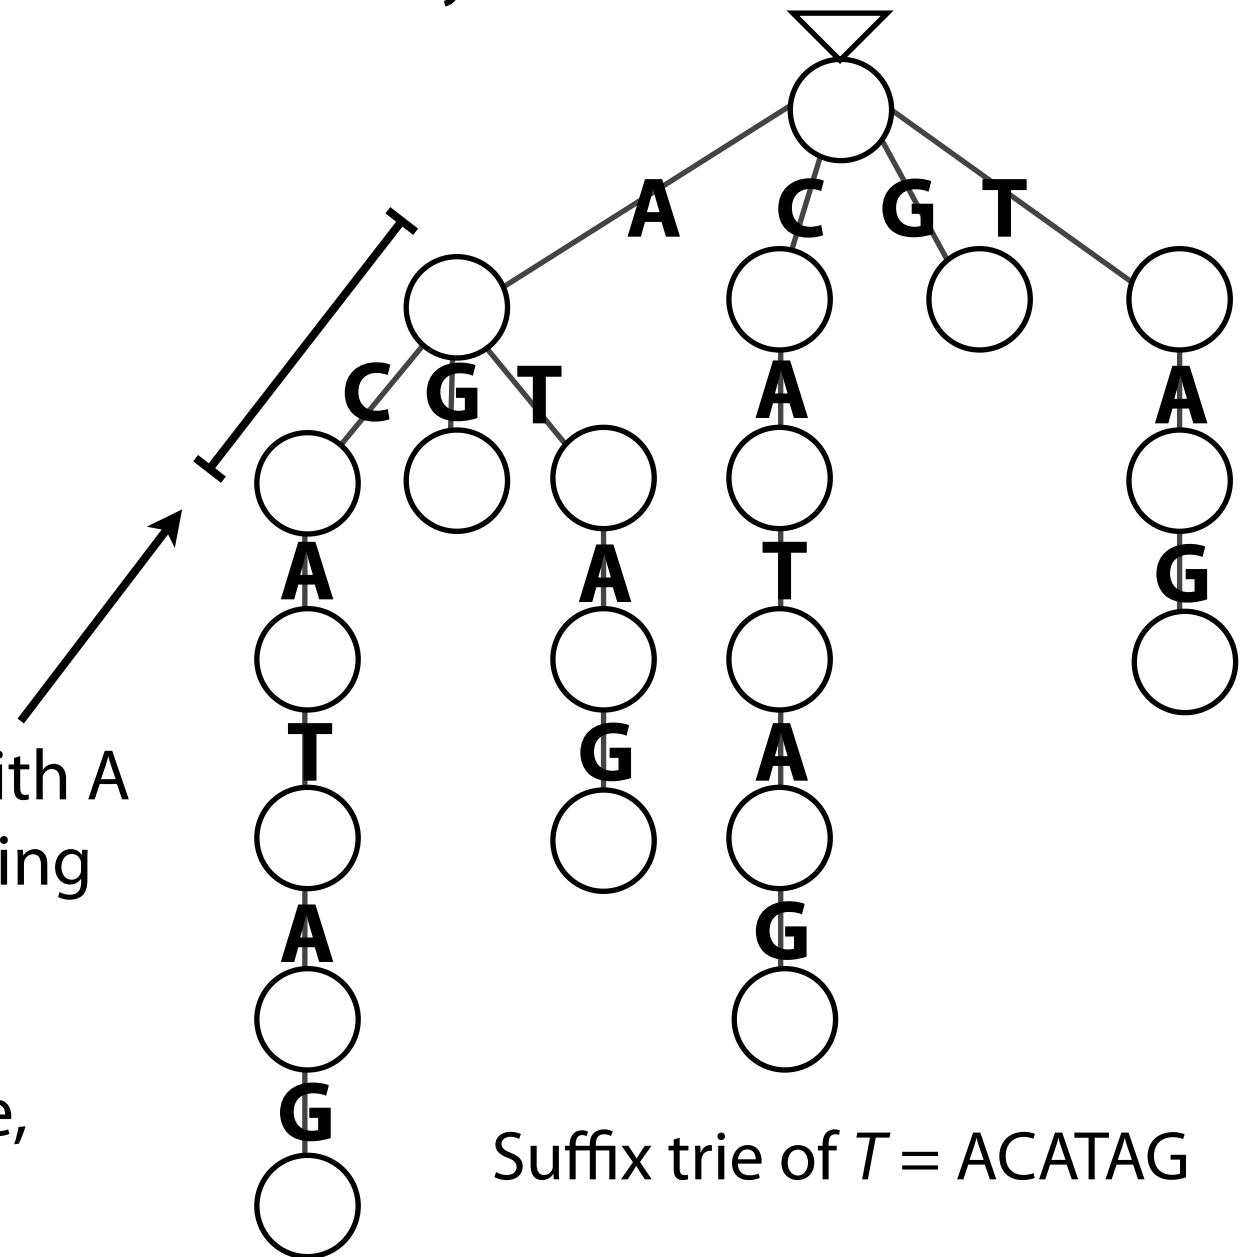 A C G T
C G T A A
A A T G
T G A
A G
G
ith A
ing
e,
Suffix trie of T = ACATAG